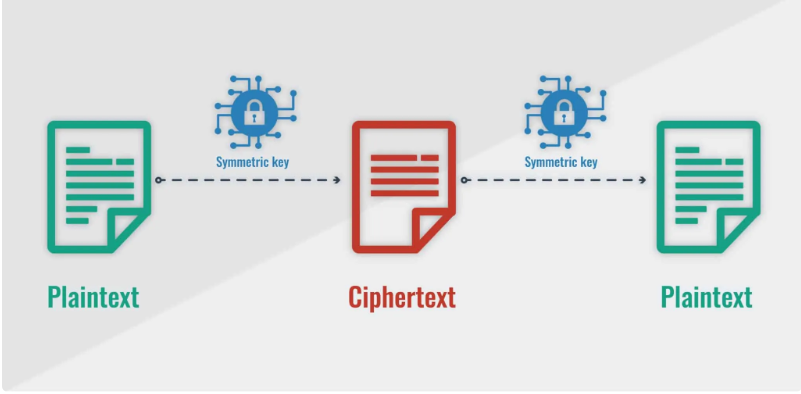 Symmetric key
Symmetric key
Plaintext
Ciphertext
Plaintext